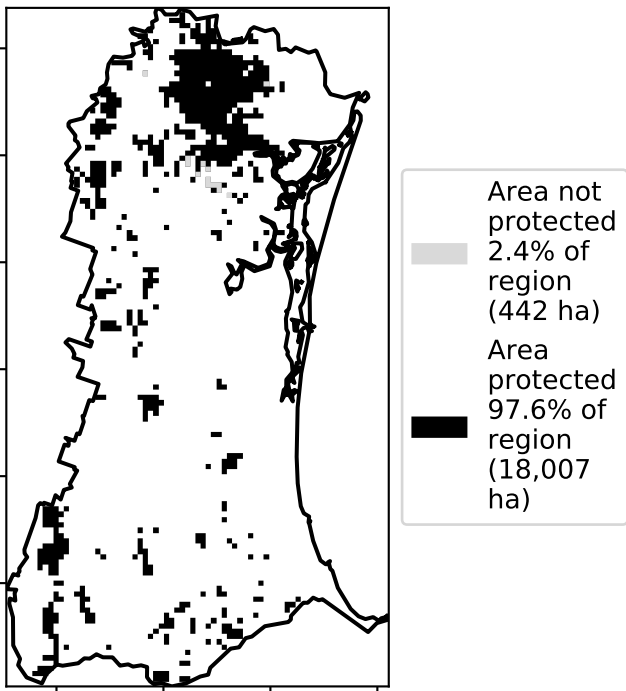 Area not
protected
2.4% of
region
(442 ha)
Area
protected
97.6% of
region
(18,007
ha)